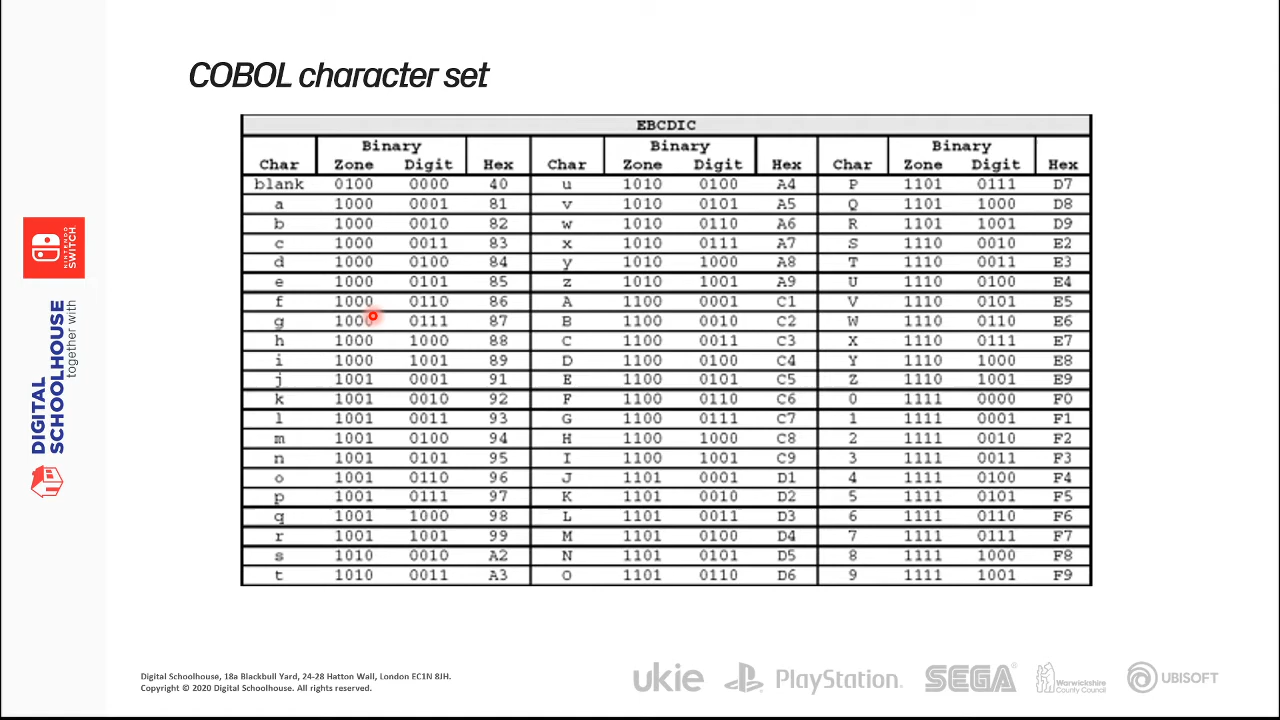 COBOL character set
EBCDIC
Binary Binary Binary
Char Zone Digit Hex Char Zone Digit Hex Char Zone Digit Hex
blank 0100 0000 40 u 1010 0100 A4 P 1101 0111 D7
a 1000 0001 81 v 1010 0101 A5 Q 1101 1000 D8
b 1000 0010 82 w 1010 0110 A6 R 1101 1001 D9
c 1000 0011 83 x 1010 0111 A7 S 1110 0010 E2
d 1000 0100 84 y 1010 1000 A8 T 1110 0011 E3
e 1000 0101 85 z 1010 1001 A9 U 1110 0100 E4
f 1000 0110 86 A 1100 0001 C1 V 1110 0101 E5
g 1000 0111 87 B 1100 0010 C2 W 1110 0110 E6
h 1000 1000 88 C 1100 0011 C3 X 1110 0111 E7
i 1000 1001 89 D 1100 0100 C4 Y 1110 1000 E8
j 1001 0001 91 E 1100 0101 C5 Z 1110 1001 E9
k 1001 0010 92 F 1100 0110 C6 0 1111 0000 F0
l 1001 0011 93 G 1100 0111 C7 1 1111 0001 F1
m 1001 0100 94 H 1100 1000 C8 2 1111 0010 F2
n 1001 0101 95 I 1100 1001 C9 3 1111 0011 F3
o 1001 0110 96 J 1101 0001 D1 4 1111 0100 F4
p 1001 0111 97 K 1101 0010 D2 5 1111 0101 F5
q 1001 1000 98 L 1101 0011 D3 6 1111 0110 F6
r 1001 1001 99 M 1101 0100 D4 7 1111 0111 F7
s 1010 0010 A2 N 1101 0101 D5 8 1111 1000 F8
t 1010 0011 A3 O 1101 0110 D6 9 1111 1001 F9
NINTENDO
SWITCH
DIGITAL
SCHOOLHOUSE
together with
Digital Schoolhouse, 18a Blackbull Yard, 24-28 Hatton Wall, London EC1N 8JH.
Copyright © 2020 Digital Schoolhouse. All rights reserved.
ukie PlayStation. SEGA® Warwickshire County Council UBISOFT